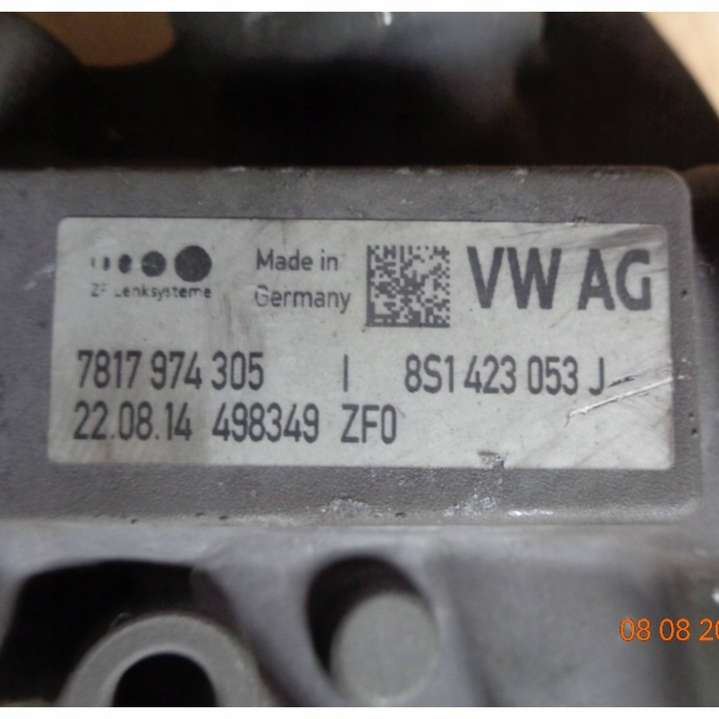 ZF Lenksysteme
Made in
Germany
VW AG
7817 974 305 | 8S1 423 053 J
22.08.14 498349 ZF0
08 08 20